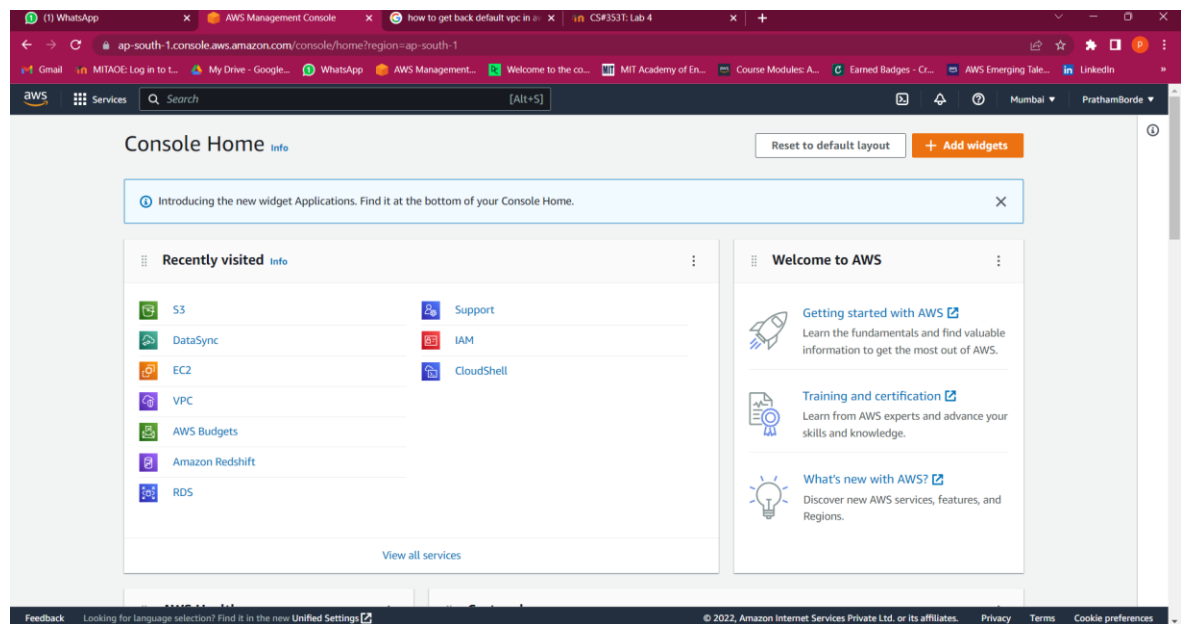 (1) WhatsApp AWS Management Console how to get back default vpc in a CS#353T: Lab 4
ap-south-1.console.aws.amazon.com/console/home?region=ap-south-1
Gmail MITAOE: Log in to t... My Drive - Google... WhatsApp AWS Management... Welcome to the co... MIT Academy of En... Course Modules: A... Earned Badges - Cr... AWS Emerging Tale... LinkedIn »
aws Services Search [Alt+S] Mumbai PrathamBorde
Console Home Info Reset to default layout + Add widgets
Introducing the new widget Applications. Find it at the bottom of your Console Home.
Recently visited Info
S3
DataSync
EC2
VPC
AWS Budgets
Amazon Redshift
RDS
Support
IAM
CloudShell
View all services
Welcome to AWS
Getting started with AWS
Learn the fundamentals and find valuable
information to get the most out of AWS.
Training and certification
Learn from AWS experts and advance your
skills and knowledge.
What's new with AWS?
Discover new AWS services, features, and
Regions.
Feedback Looking for language selection? Find it in the new Unified Settings © 2022, Amazon Internet Services Private Ltd. or its affiliates. Privacy Terms Cookie preferences